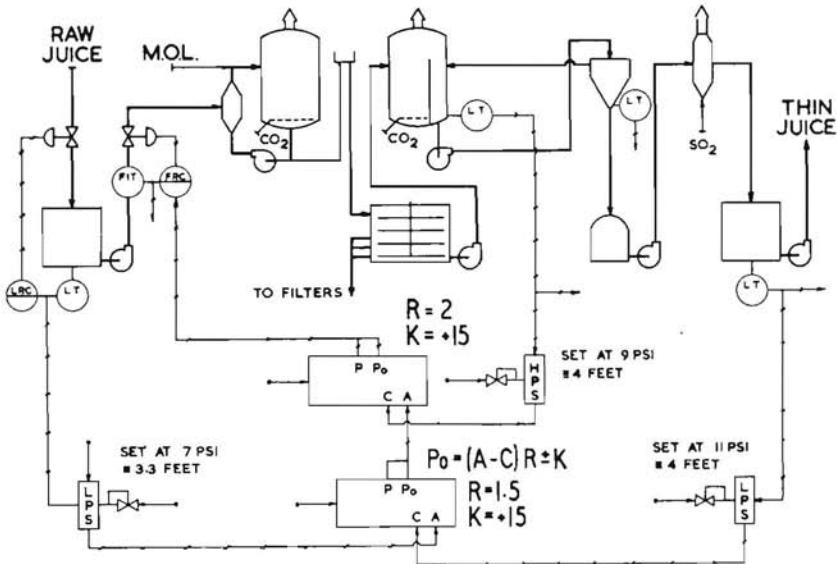 RAW
JUICE
M.O.L.
CO2
CO2
LT
LT
SO2
THIN
JUICE
FIT
FRC
LRC
LT
TO FILTERS
LT
R = 2
K = +15
P Po
C A
HPS
SET AT 9 PSI
≡ 4 FEET
SET AT 7 PSI
≡ 3.3 FEET
LPS
Po = (A-C) R ± K
P Po
R = 1.5
K = +15
C A
SET AT 11 PSI
≡ 4 FEET
LPS